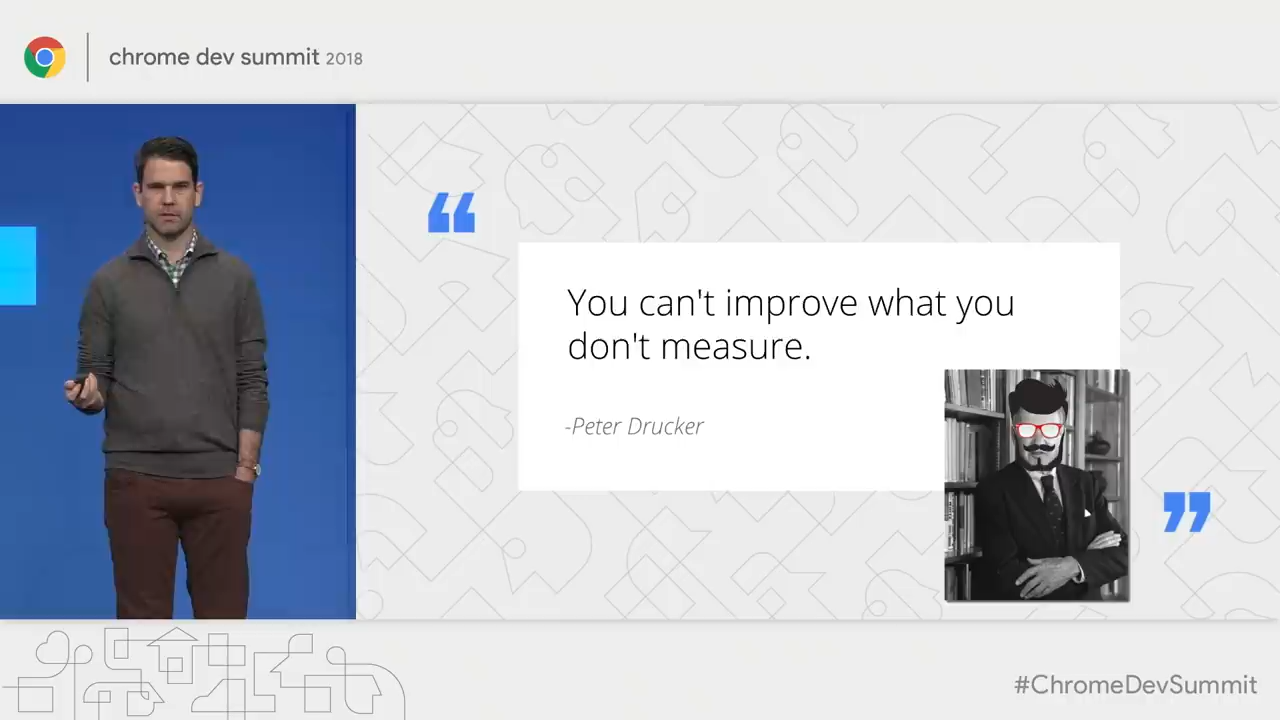 chrome dev summit 2018
“
You can't improve what you
don't measure.
-Peter Drucker
”
#ChromeDevSummit